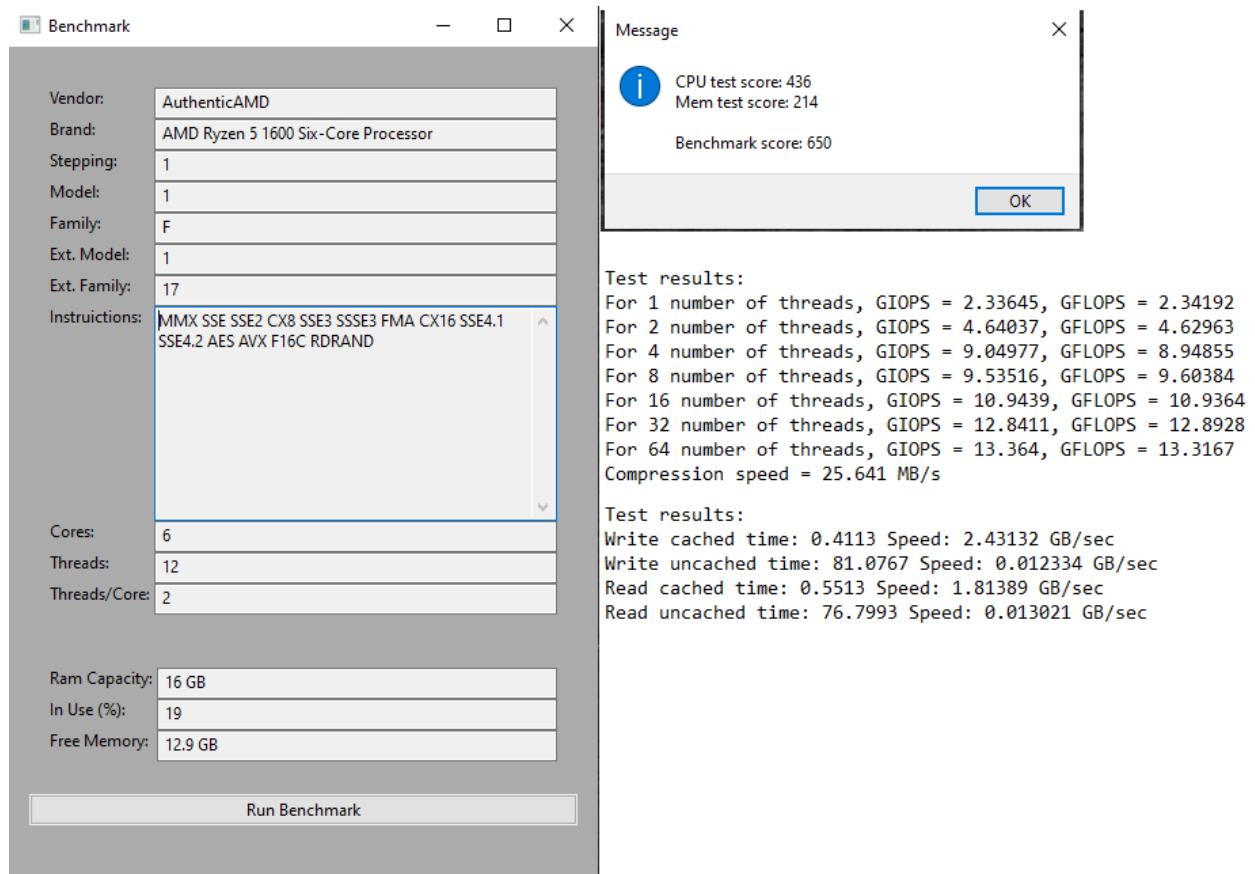 Benchmark
Vendor: AuthenticAMD
Brand: AMD Ryzen 5 1600 Six-Core Processor
Stepping: 1
Model: 1
Family: F
Ext. Model: 1
Ext. Family: 17
Instruictions: MMX SSE SSE2 CX8 SSE3 SSSE3 FMA CX16 SSE4.1
SSE4.2 AES AVX F16C RDRAND
Cores: 6
Threads: 12
Threads/Core: 2
Ram Capacity: 16 GB
In Use (%): 19
Free Memory: 12.9 GB
Run Benchmark
Message
CPU test score: 436
Mem test score: 214
Benchmark score: 650
OK
Test results:
For 1 number of threads, GIOPS = 2.33645, GFLOPS = 2.34192
For 2 number of threads, GIOPS = 4.64037, GFLOPS = 4.62963
For 4 number of threads, GIOPS = 9.04977, GFLOPS = 8.94855
For 8 number of threads, GIOPS = 9.53516, GFLOPS = 9.60384
For 16 number of threads, GIOPS = 10.9439, GFLOPS = 10.9364
For 32 number of threads, GIOPS = 12.8411, GFLOPS = 12.8928
For 64 number of threads, GIOPS = 13.364, GFLOPS = 13.3167
Compression speed = 25.641 MB/s
Test results:
Write cached time: 0.4113 Speed: 2.43132 GB/sec
Write uncached time: 81.0767 Speed: 0.012334 GB/sec
Read cached time: 0.5513 Speed: 1.81389 GB/sec
Read uncached time: 76.7993 Speed: 0.013021 GB/sec